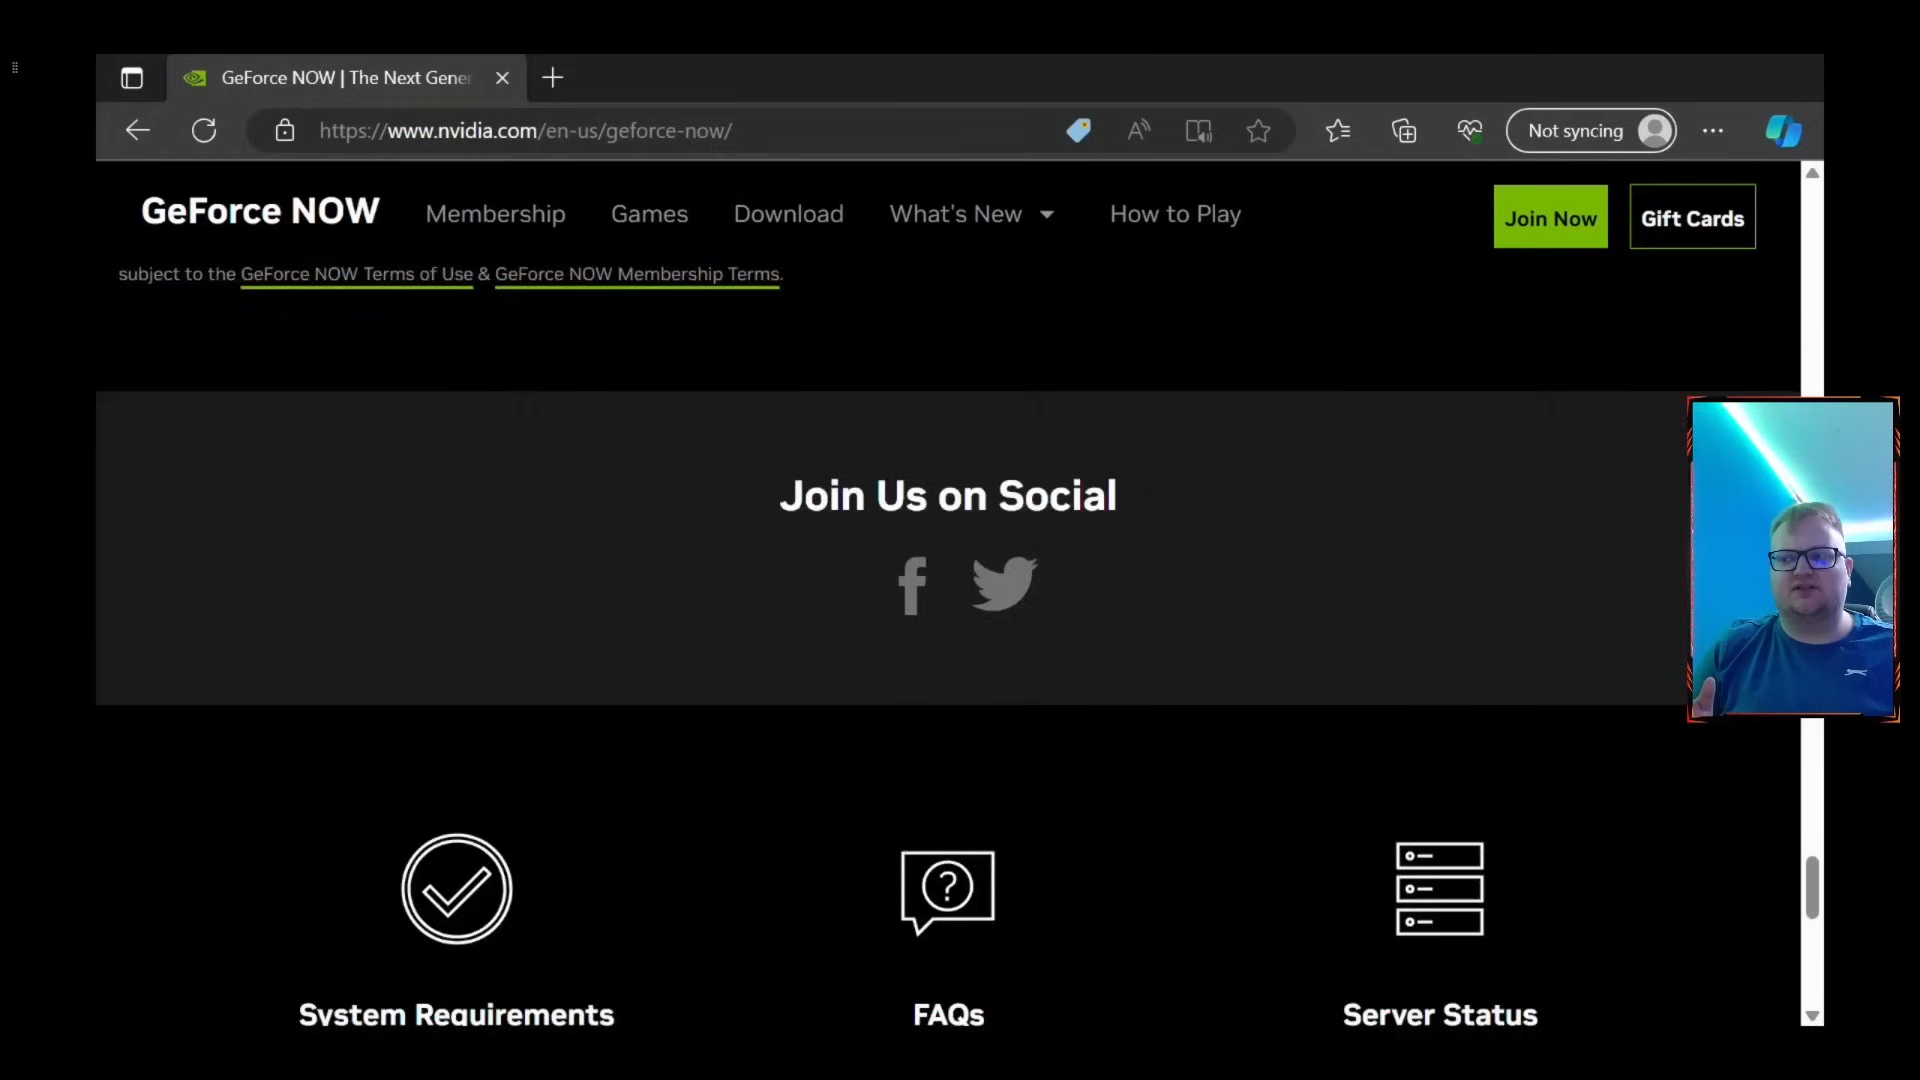 GeForce NOW | The Next Gener
https://www.nvidia.com/en-us/geforce-now/
Not syncing
GeForce NOW
Membership
Games
Download
What's New
How to Play
Join Now
Gift Cards
subject to the GeForce NOW Terms of Use & GeForce NOW Membership Terms.
Join Us on Social
System Requirements
FAQs
Server Status